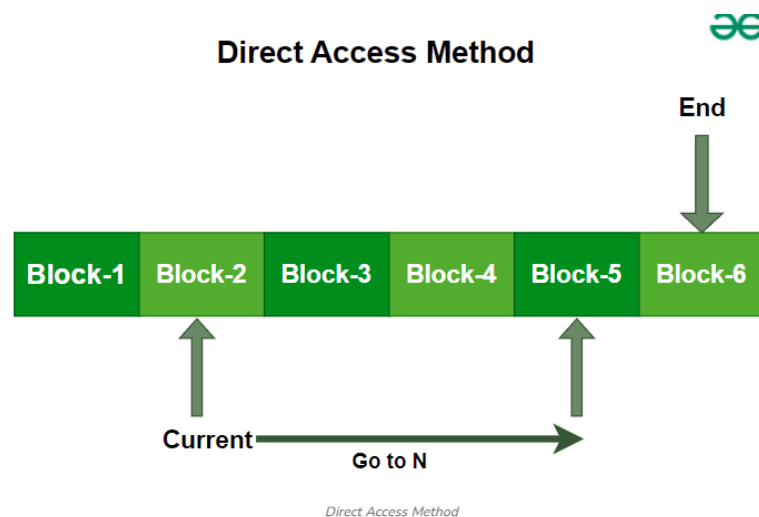 Direct Access Method
End
Block-1 Block-2 Block-3 Block-4 Block-5 Block-6
Current
Go to N
Direct Access Method